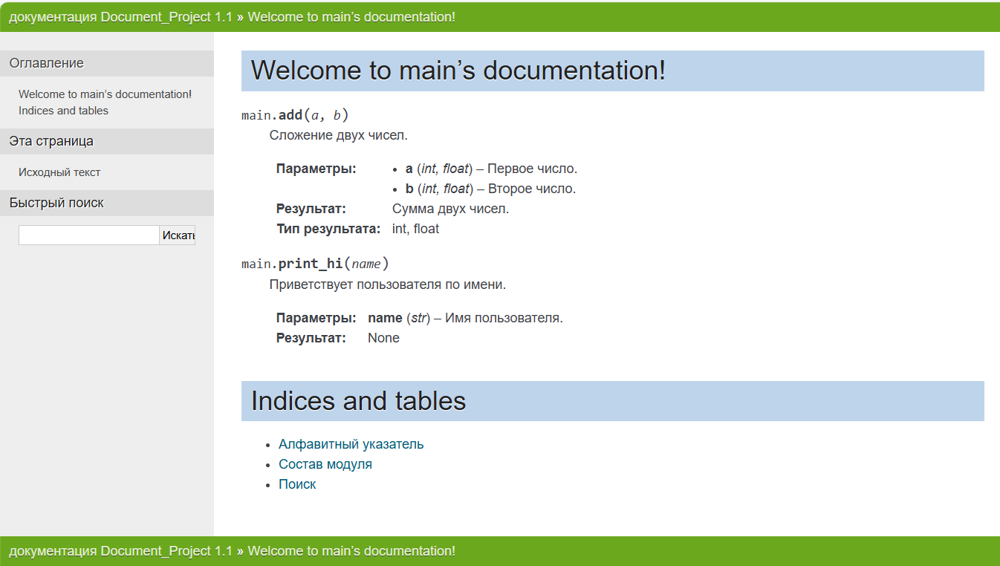 документация Document_Project 1.1 » Welcome to main’s documentation!
Оглавление
Welcome to main’s documentation!
Indices and tables
Эта страница
Исходный текст
Быстрый поиск
Искать
Welcome to main’s documentation!
main.add(a, b)
Сложение двух чисел.
Параметры: • a (int, float) – Первое число.
• b (int, float) – Второе число.
Результат: Сумма двух чисел.
Тип результата: int, float
main.print_hi(name)
Приветствует пользователя по имени.
Параметры: name (str) – Имя пользователя.
Результат: None
Indices and tables
• Алфавитный указатель
• Состав модуля
• Поиск
документация Document_Project 1.1 » Welcome to main’s documentation!